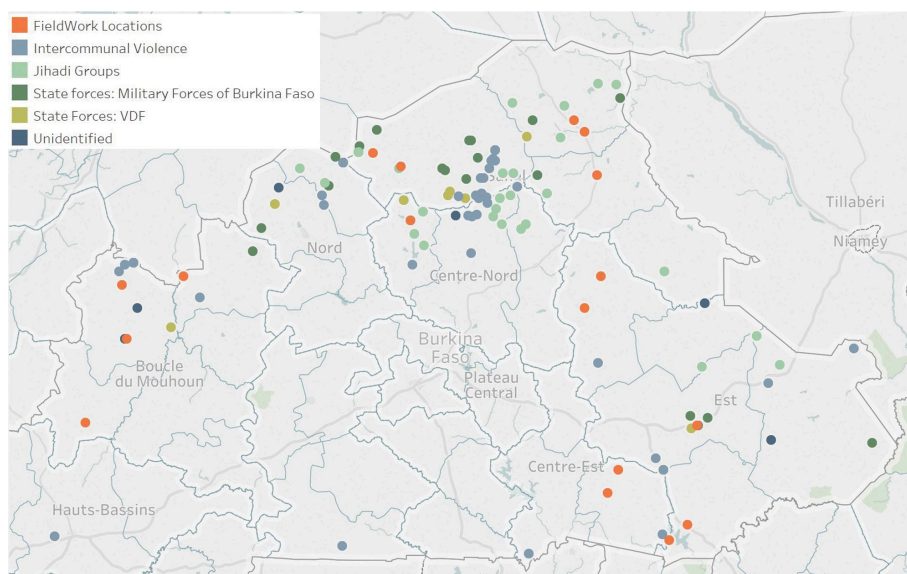 FieldWork Locations
Intercommunal Violence
Jihadi Groups
State forces: Military Forces of Burkina Faso
State Forces: VDF
Unidentified
Tillabéri
Niamey
Nord
Centre-Nord
Burkina
Faso
Boucle
du Mouhoun
Plateau
Central
Est
Centre-Est
Hauts-Bassins